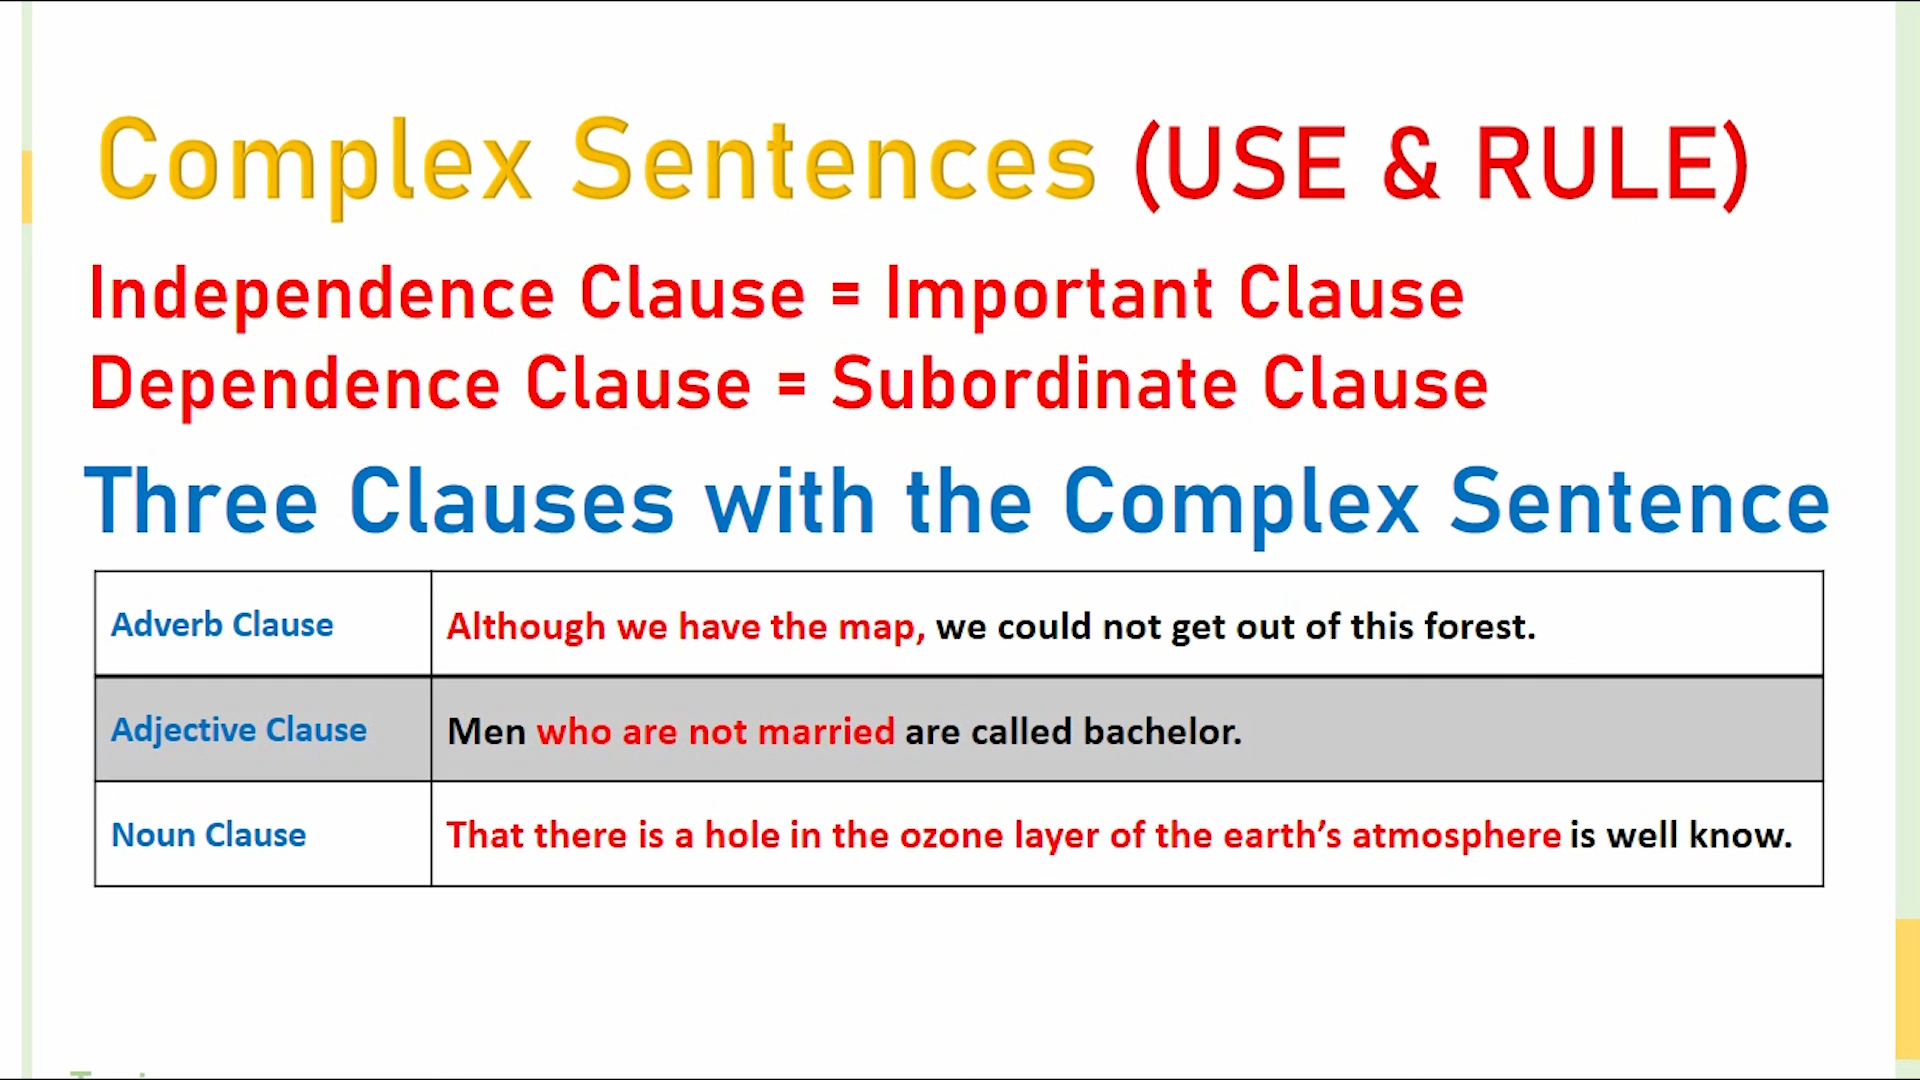 Complex Sentences (USE & RULE)
Independence Clause = Important Clause
Dependence Clause = Subordinate Clause
Three Clauses with the Complex Sentence
Adverb Clause Although we have the map, we could not get out of this forest.
Adjective Clause Men who are not married are called bachelor.
Noun Clause That there is a hole in the ozone layer of the earth’s atmosphere is well know.